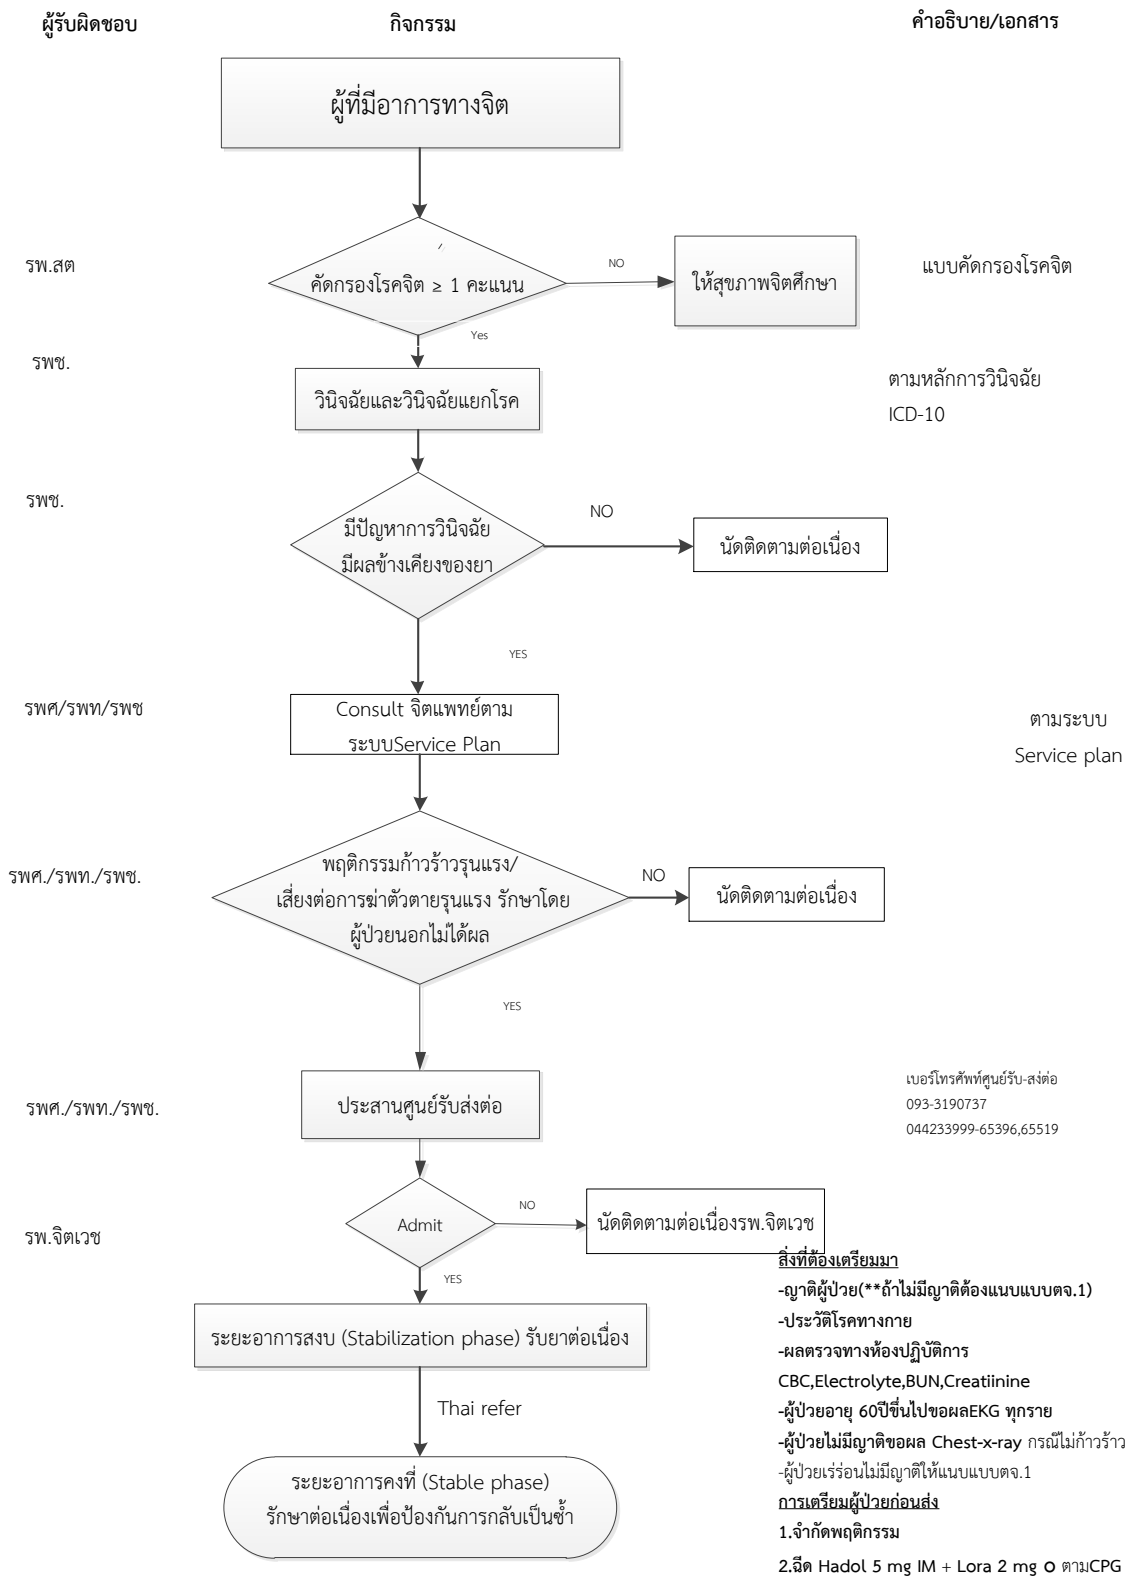 ผู้รับผิดชอบ กิจกรรม คำอธิบาย/เอกสาร
ผู้ที่มีอาการทางจิต
รพ.สต
คัดกรองโรคจิต ≥ 1 คะแนน
NO
ให้สุขภาพจิตศึกษา
แบบคัดกรองโรคจิต
Yes
รพช.
วินิจฉัยและวินิจฉัยแยกโรค
ตามหลักการวินิจฉัย
ICD-10
รพช.
มีปัญหาการวินิจฉัย
มีผลข้างเคียงของยา
NO
นัดติดตามต่อเนื่อง
YES
รพศ/รพท/รพช
Consult จิตแพทย์ตาม
ระบบService Plan
ตามระบบ
Service plan
รพศ./รพท./รพช.
พฤติกรรมก้าวร้าวรุนแรง/
เสี่ยงต่อการฆ่าตัวตายรุนแรง รักษาโดย
ผู้ป่วยนอกไม่ได้ผล
NO
นัดติดตามต่อเนื่อง
YES
รพศ./รพท./รพช.
ประสานศูนย์รับส่งต่อ
เบอร์โทรศัพท์ศูนย์รับ-สง่ต่อ
093-3190737
044233999-65396,65519
รพ.จิตเวช
Admit
NO
นัดติดตามต่อเนื่องรพ.จิตเวช
YES
ระยะอาการสงบ (Stabilization phase) รับยาต่อเนื่อง
Thai refer
ระยะอาการคงที่ (Stable phase)
รักษาต่อเนื่องเพื่อป้องกันการกลับเป็นซ้ำ
สิ่งที่ต้องเตรียมมา
-ญาติผู้ป่วย(**ถ้าไม่มีญาติต้องแนบแบบตจ.1)
-ประวัติโรคทางกาย
-ผลตรวจทางห้องปฏิบัติการ
CBC,Electrolyte,BUN,Creatiinine
-ผู้ป่วยอายุ 60ปีขึ่นไปขอผลEKG ทุกราย
-ผู้ป่วยไม่มีญาติขอผล Chest-x-ray กรณีไม่ก้าวร้าว
-ผู้ป่วยเร่ร่อนไม่มีญาติให้แนบแบบตจ.1
การเตรียมผู้ป่วยก่อนส่ง
1.จำกัดพฤติกรรม
2.ฉีด Hadol 5 mg IM + Lora 2 mg o ตามCPG